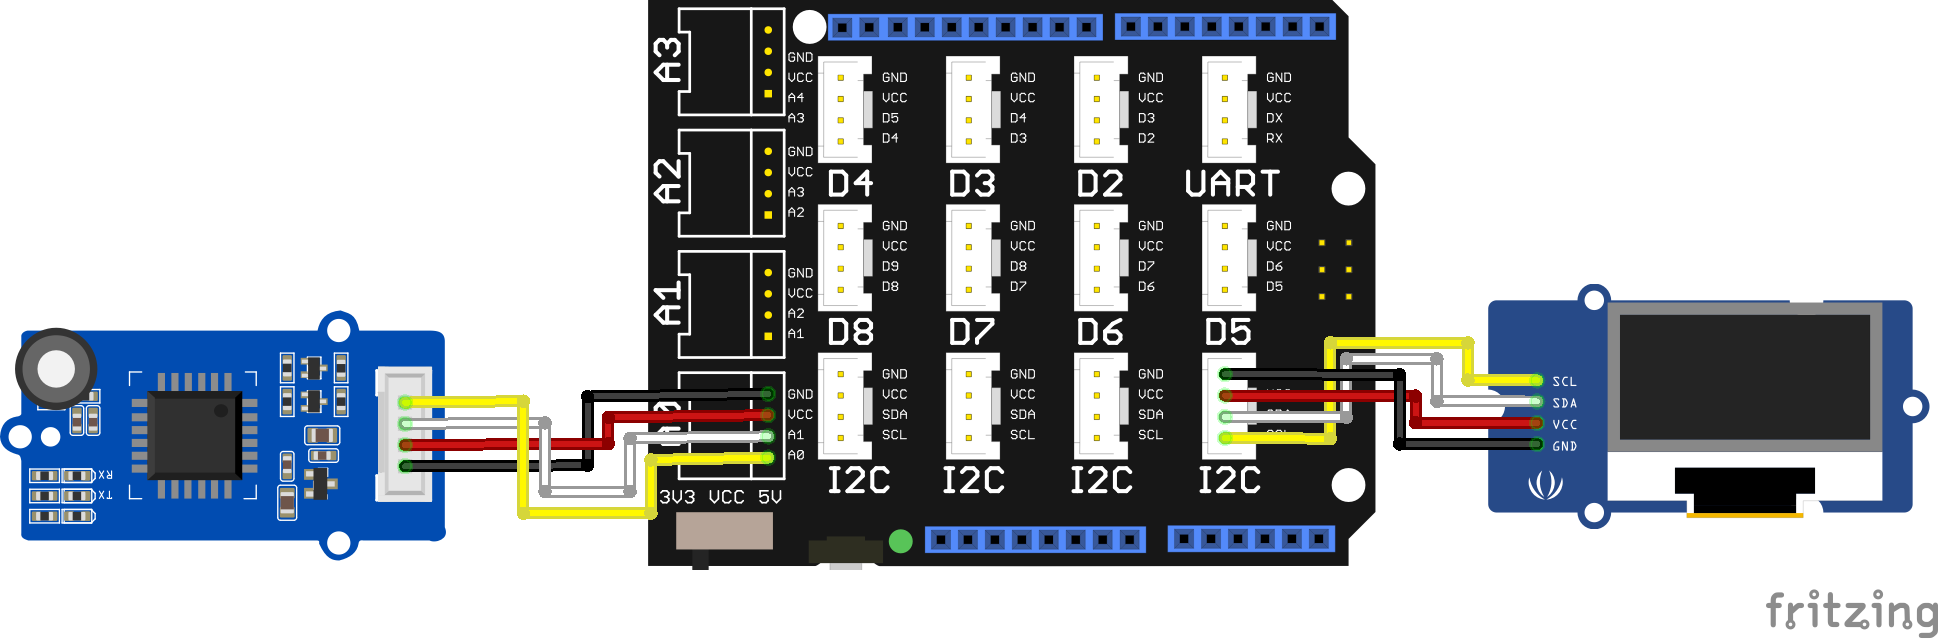 A3
GND
VCC
A4
A3
A2
GND
VCC
A3
A2
A1
GND
VCC
A2
A1
GND
VCC
A1
A0
3V3 VCC 5V
GND
VCC
D5
D4
D4
GND
VCC
D4
D3
D3
GND
VCC
D3
D2
D2
GND
VCC
DX
RX
UART
GND
VCC
D9
D8
D8
GND
VCC
D8
D7
D7
GND
VCC
D7
D6
D6
GND
VCC
D6
D5
D5
GND
VCC
SDA
SCL
I2C
GND
VCC
SDA
SCL
I2C
GND
VCC
SDA
SCL
I2C
I2C
RX
TX
SCL
SDA
VCC
GND
fritzing